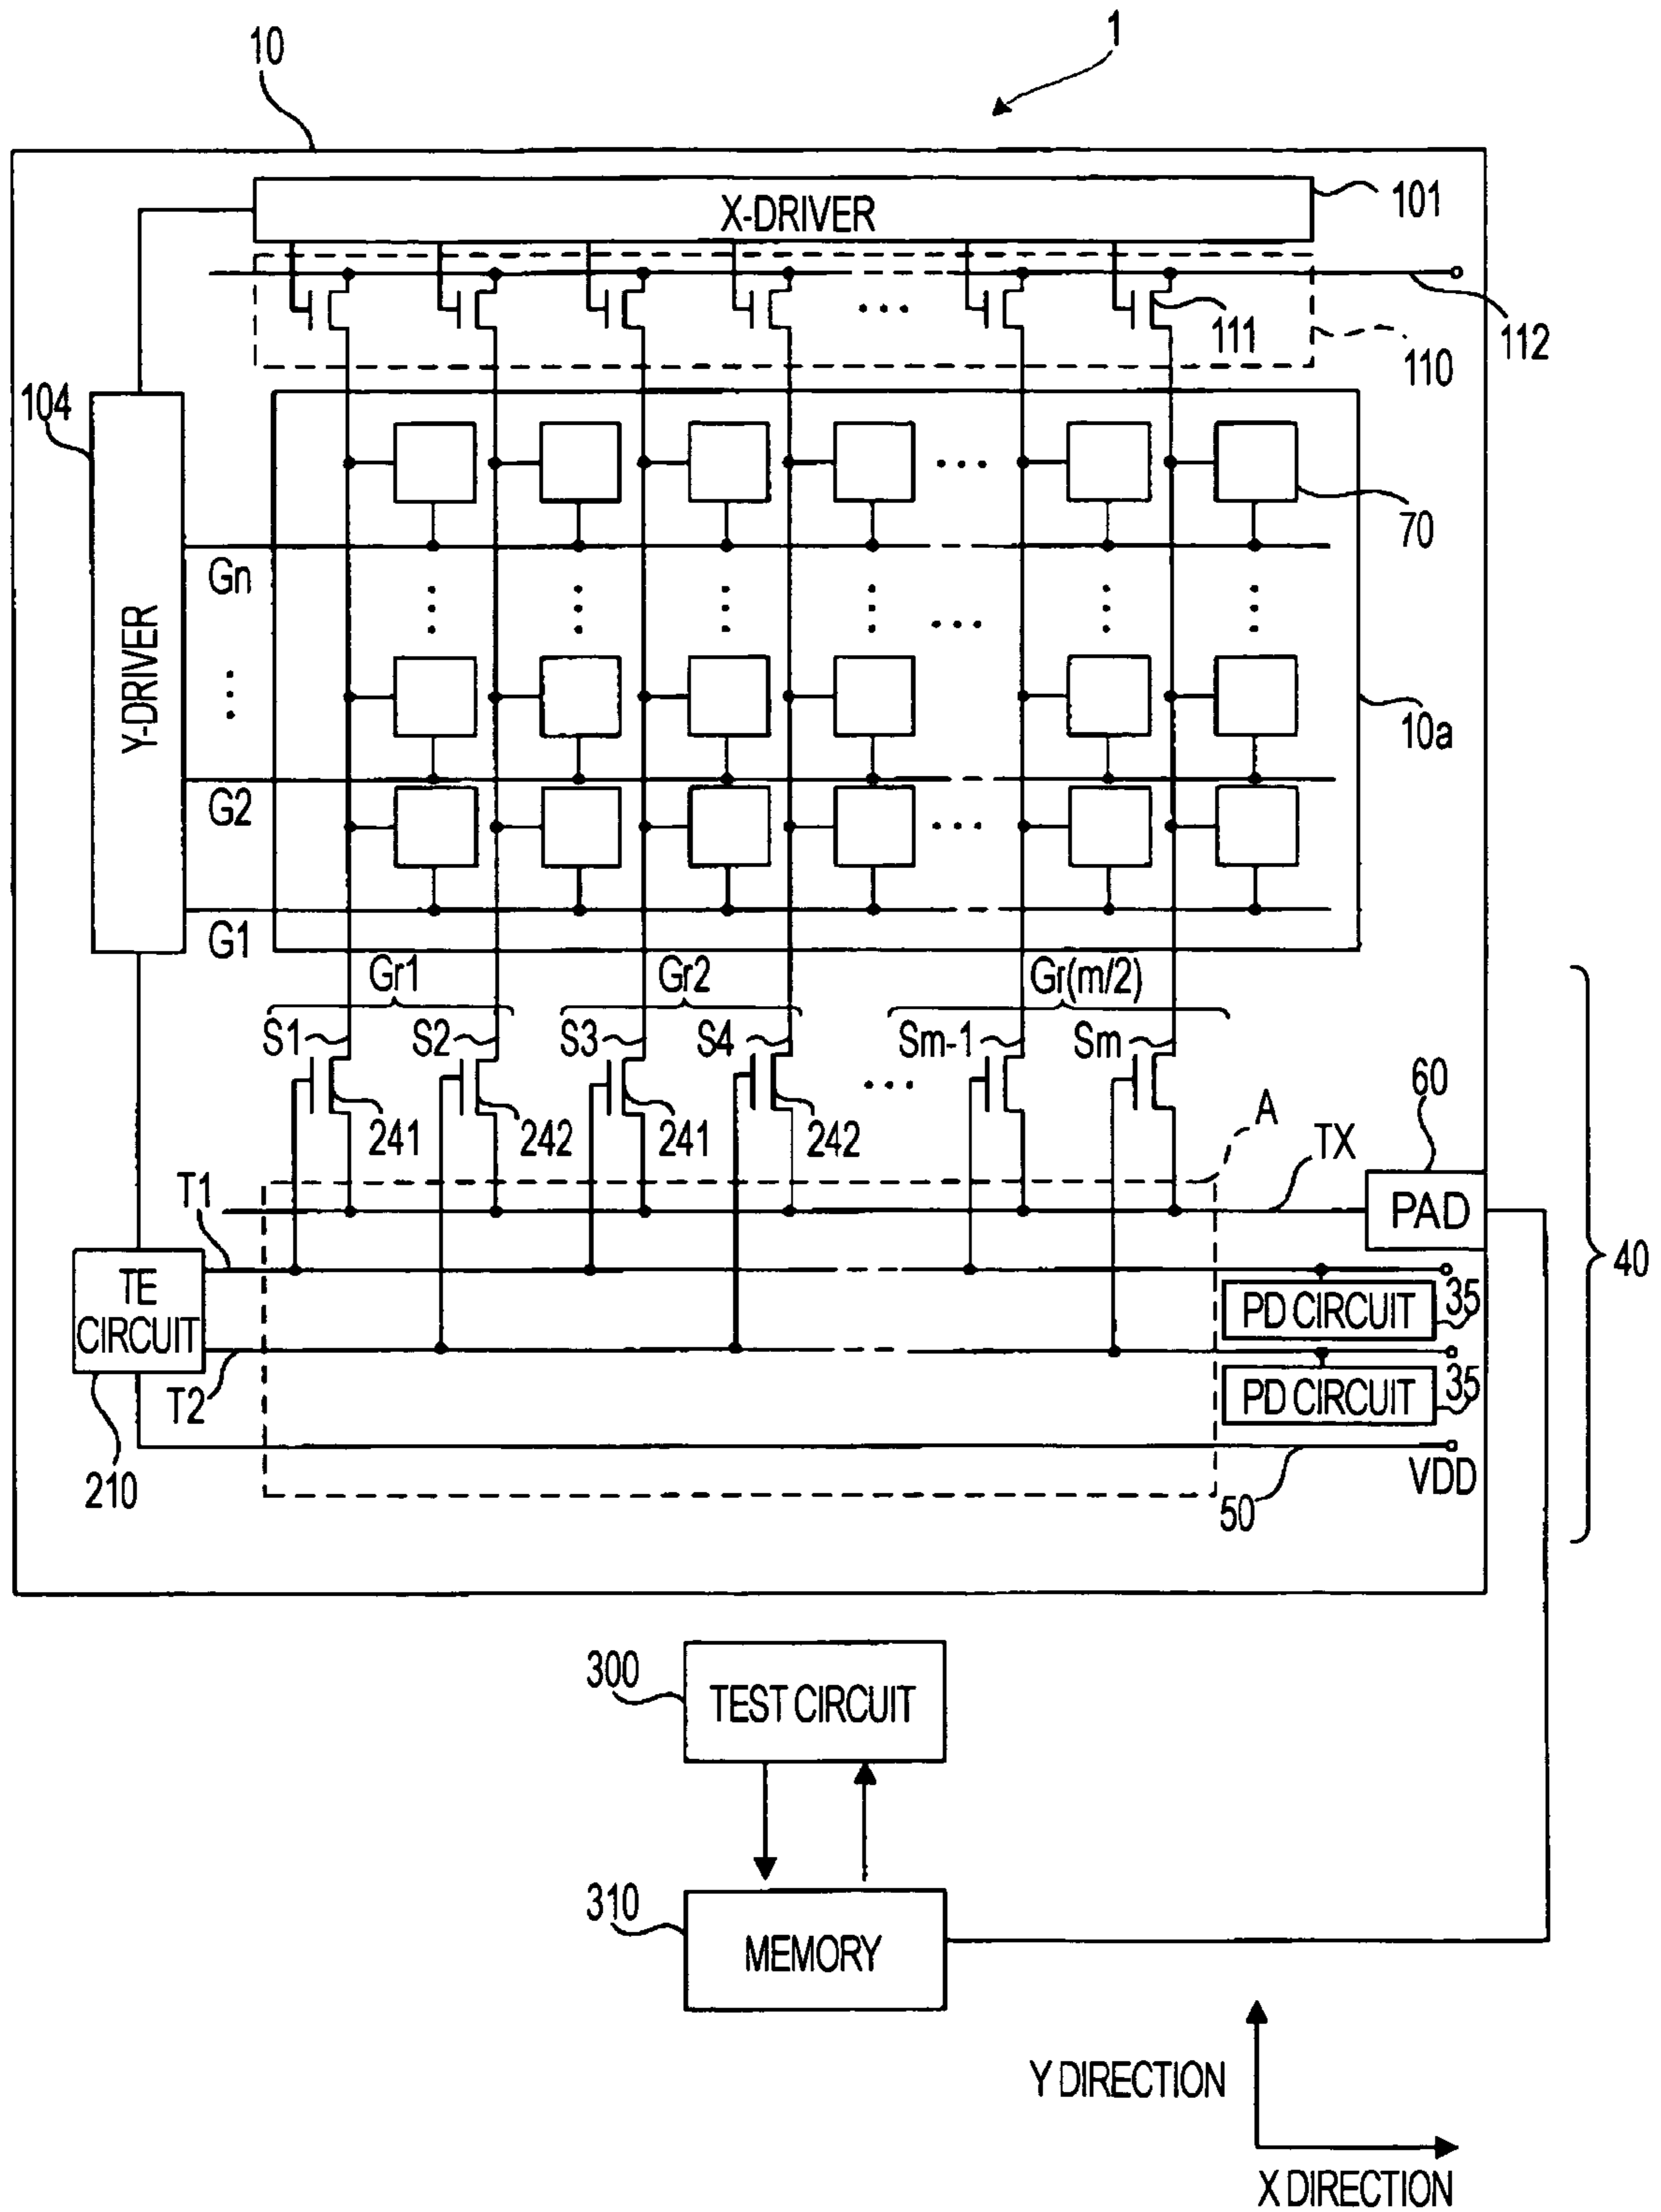 1
10
X-DRIVER
101
...
111
112
110
104
...
70
Gn
...
Y-DRIVER
10a
G2
...
G1
Gr1
Gr2
Gr(m/2)
S1
S2
S3
S4
Sm-1
Sm
...
60
241
242
241
242
A
TX
T1
PAD
40
TE
CIRCUIT
PD CIRCUIT
35
T2
PD CIRCUIT
35
210
50
VDD
300
TEST CIRCUIT
310
MEMORY
Y DIRECTION
X DIRECTION